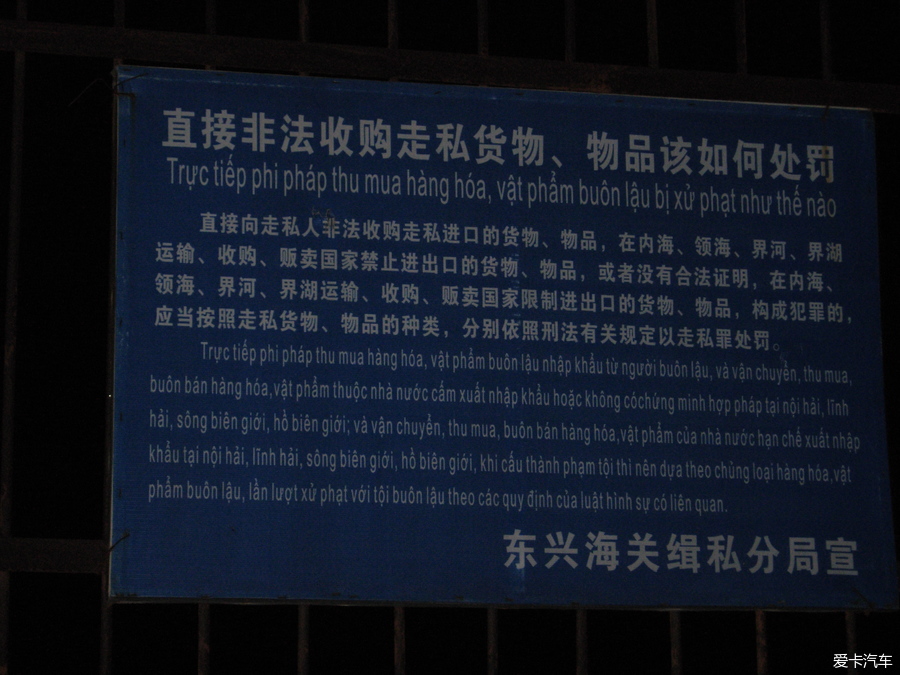 直接非法收购走私货物、物品该如何处罚
Trực tiếp phi pháp thu mua hàng hóa, vật phẩm buôn lậu bị xử phạt như thế nào
直接向走私人非法收购走私进口的货物、物品，在内海、领海、界河、界湖
运输、收购、贩卖国家禁止进出口的货物、物品，或者没有合法证明，在内海、
领海、界河、界湖运输、收购、贩卖国家限制进出口的货物、物品，构成犯罪的，
应当按照走私货物、物品的种类，分别依照刑法有关规定以走私罪处罚。
Trực tiếp phi pháp thu mua hàng hóa, vật phẩm buôn lậu nhập khẩu từ người buôn lậu, và vận chuyển, thu mua,
buôn bán hàng hóa,vật phẩm thuộc nhà nước cấm xuất nhập khẩu hoặc không cóchứng minh hợp pháp tại nội hải, lĩnh
hải, sông biên giới, hồ biên giới; và vận chuyển, thu mua, buôn bán hàng hóa,vật phẩm của nhà nước hạn chế xuất nhập
khẩu tại nội hải, lĩnh hải, sông biên giới, hồ biên giới, khi cấu thành phạm tội thì nên dựa theo chủng loại hàng hóa,vật
phẩm buôn lậu, lần lượt xử phạt với tội buôn lậu theo các quy định của luật hình sự có liên quan.
东兴海关缉私分局宣
爱卡汽车